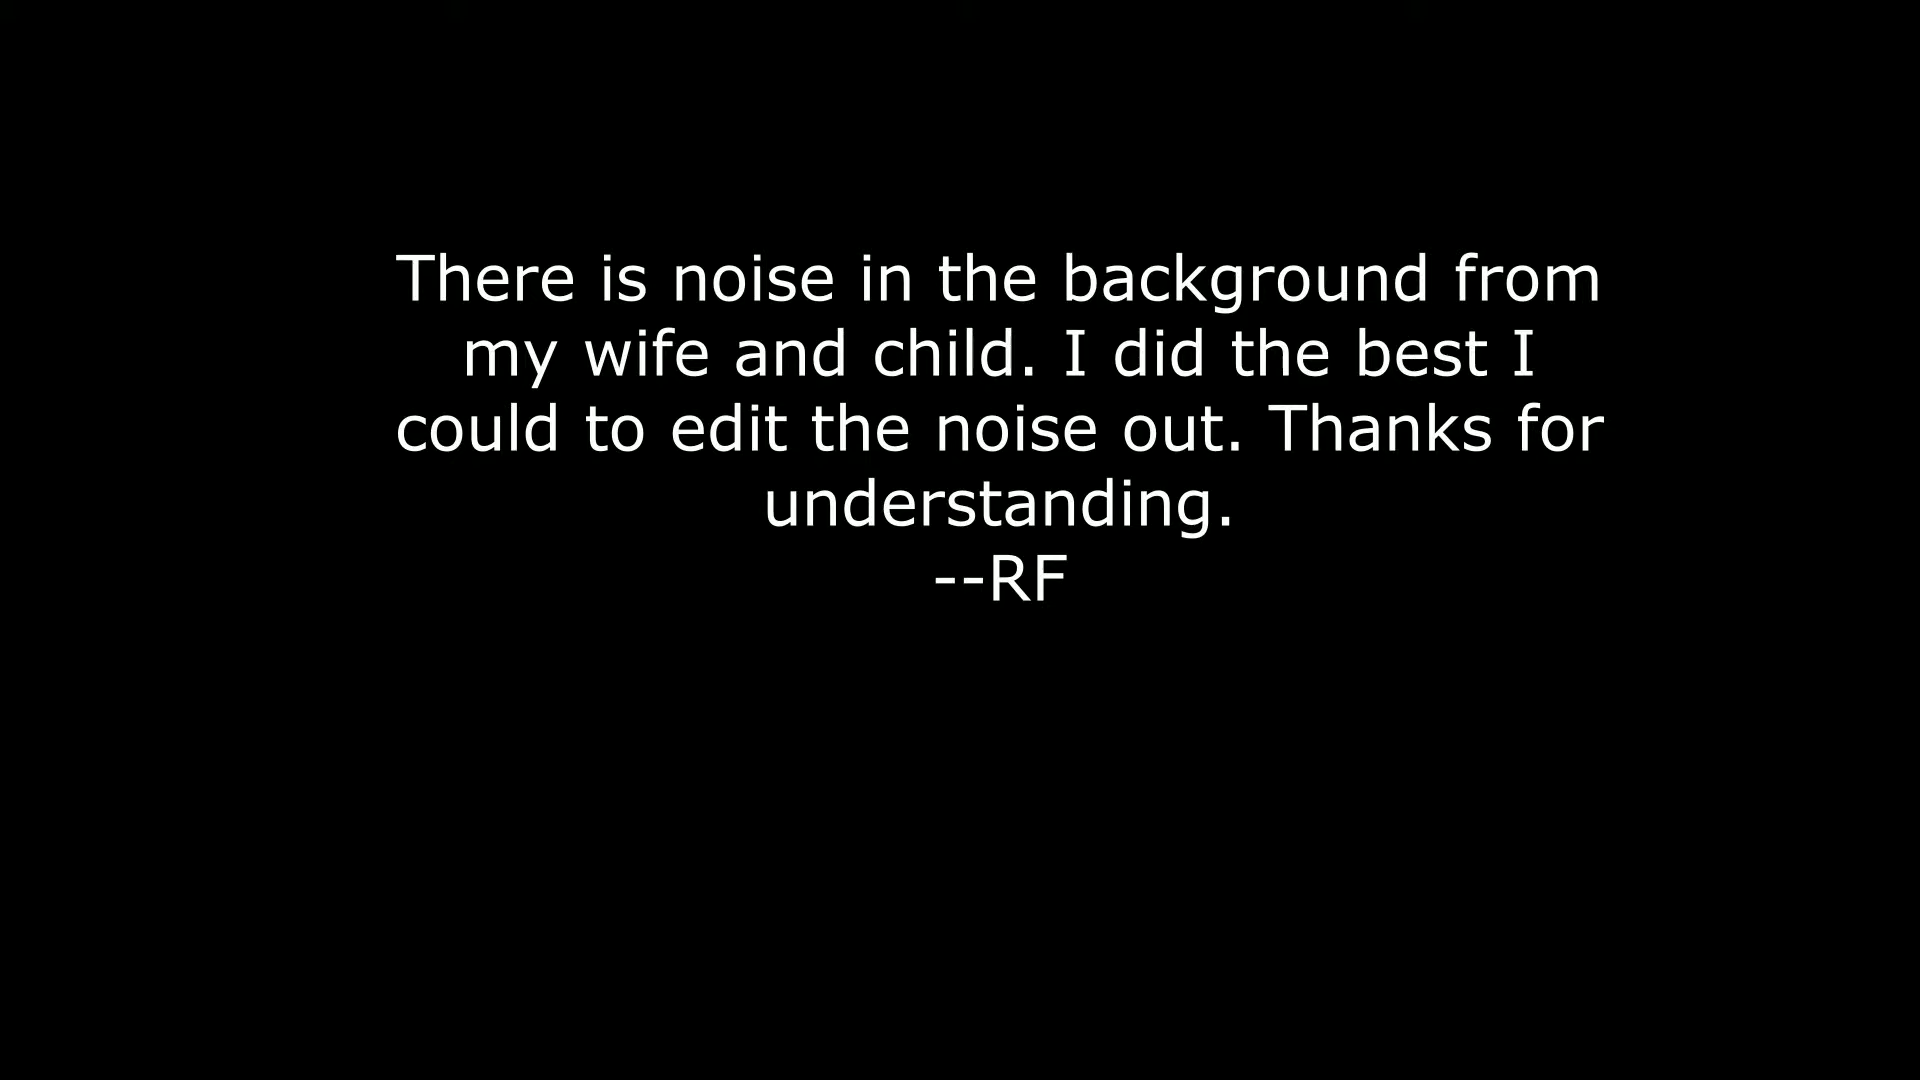 There is noise in the background from
my wife and child. I did the best I
could to edit the noise out. Thanks for
understanding.
--RF